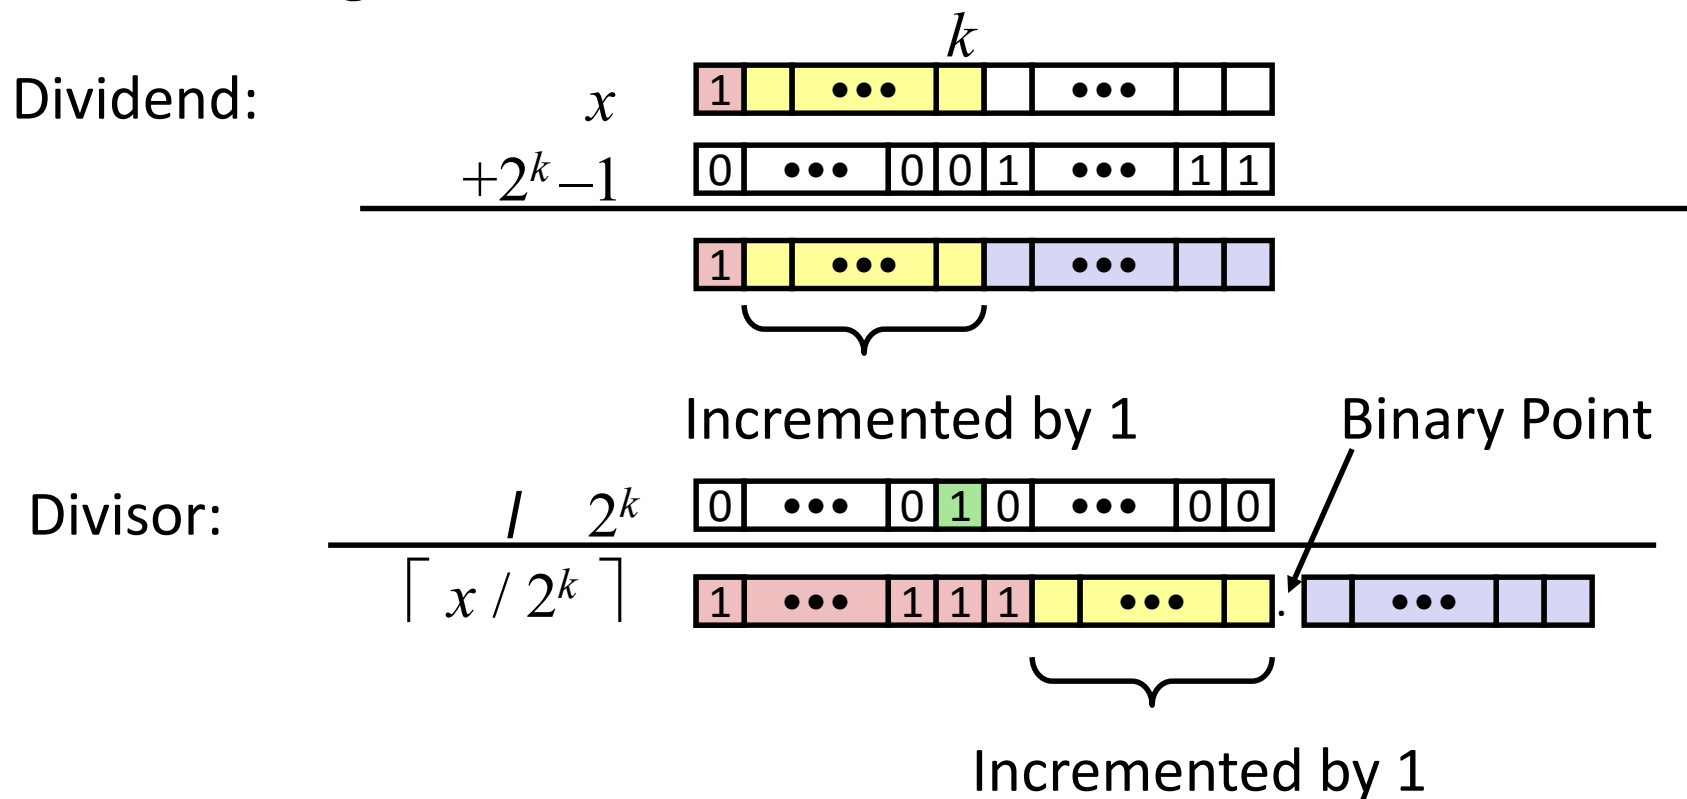 k
Dividend: x 1 ••• •••
+2^k –1 0 ••• 0 0 1 ••• 1 1
1 ••• •••
Incremented by 1 Binary Point
Divisor: / 2^k 0 ••• 0 1 0 ••• 0 0
⌈ x / 2^k ⌉ 1 ••• 1 1 1 ••• . •••
Incremented by 1